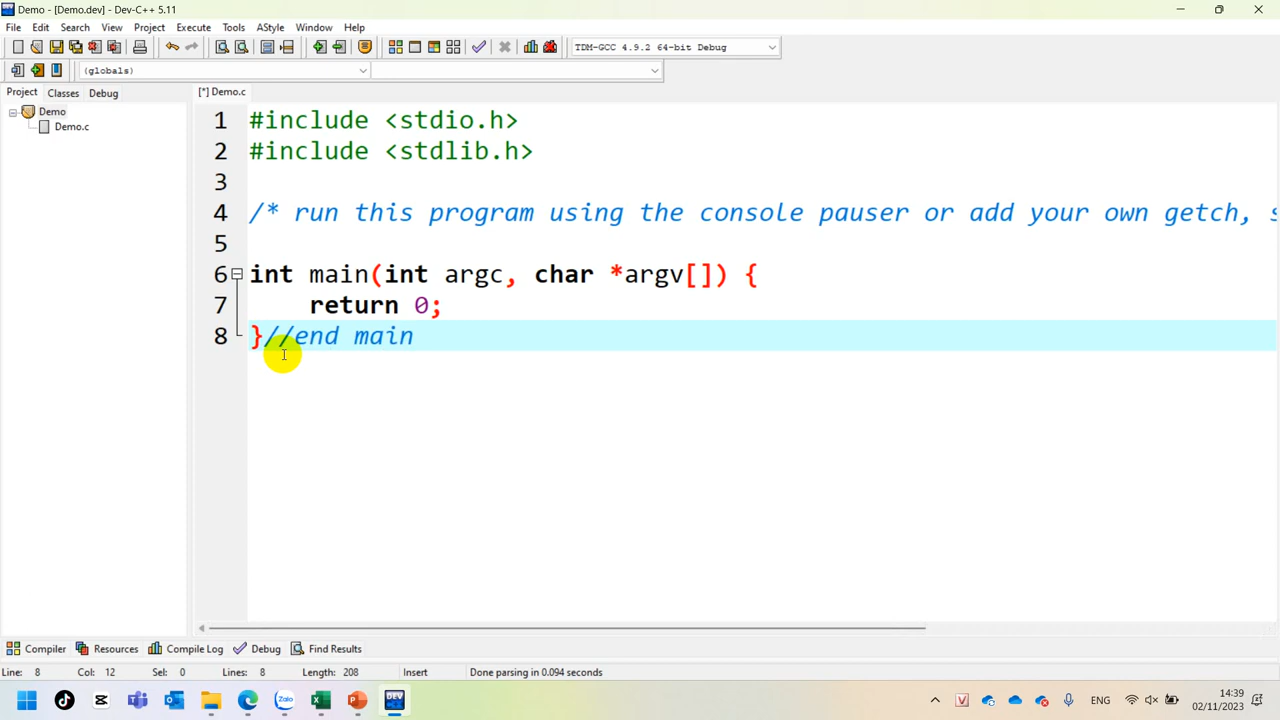 Demo - [Demo.dev] - Dev-C++ 5.11
File Edit Search View Project Execute Tools AStyle Window Help
TDM-GCC 4.9.2 64-bit Debug
(globals)
Project Classes Debug
[*] Demo.c
Demo
Demo.c
1 #include <stdio.h>
2 #include <stdlib.h>
3
4 /* run this program using the console pauser or add your own getch, s
5
6 int main(int argc, char *argv[]) {
7 return 0;
8 }//end main
Compiler Resources Compile Log Debug Find Results
Line: 8 Col: 12 Sel: 0 Lines: 8 Length: 208 Insert Done parsing in 0.094 seconds
Zalo
DEV
V
ENG
14:39
02/11/2023